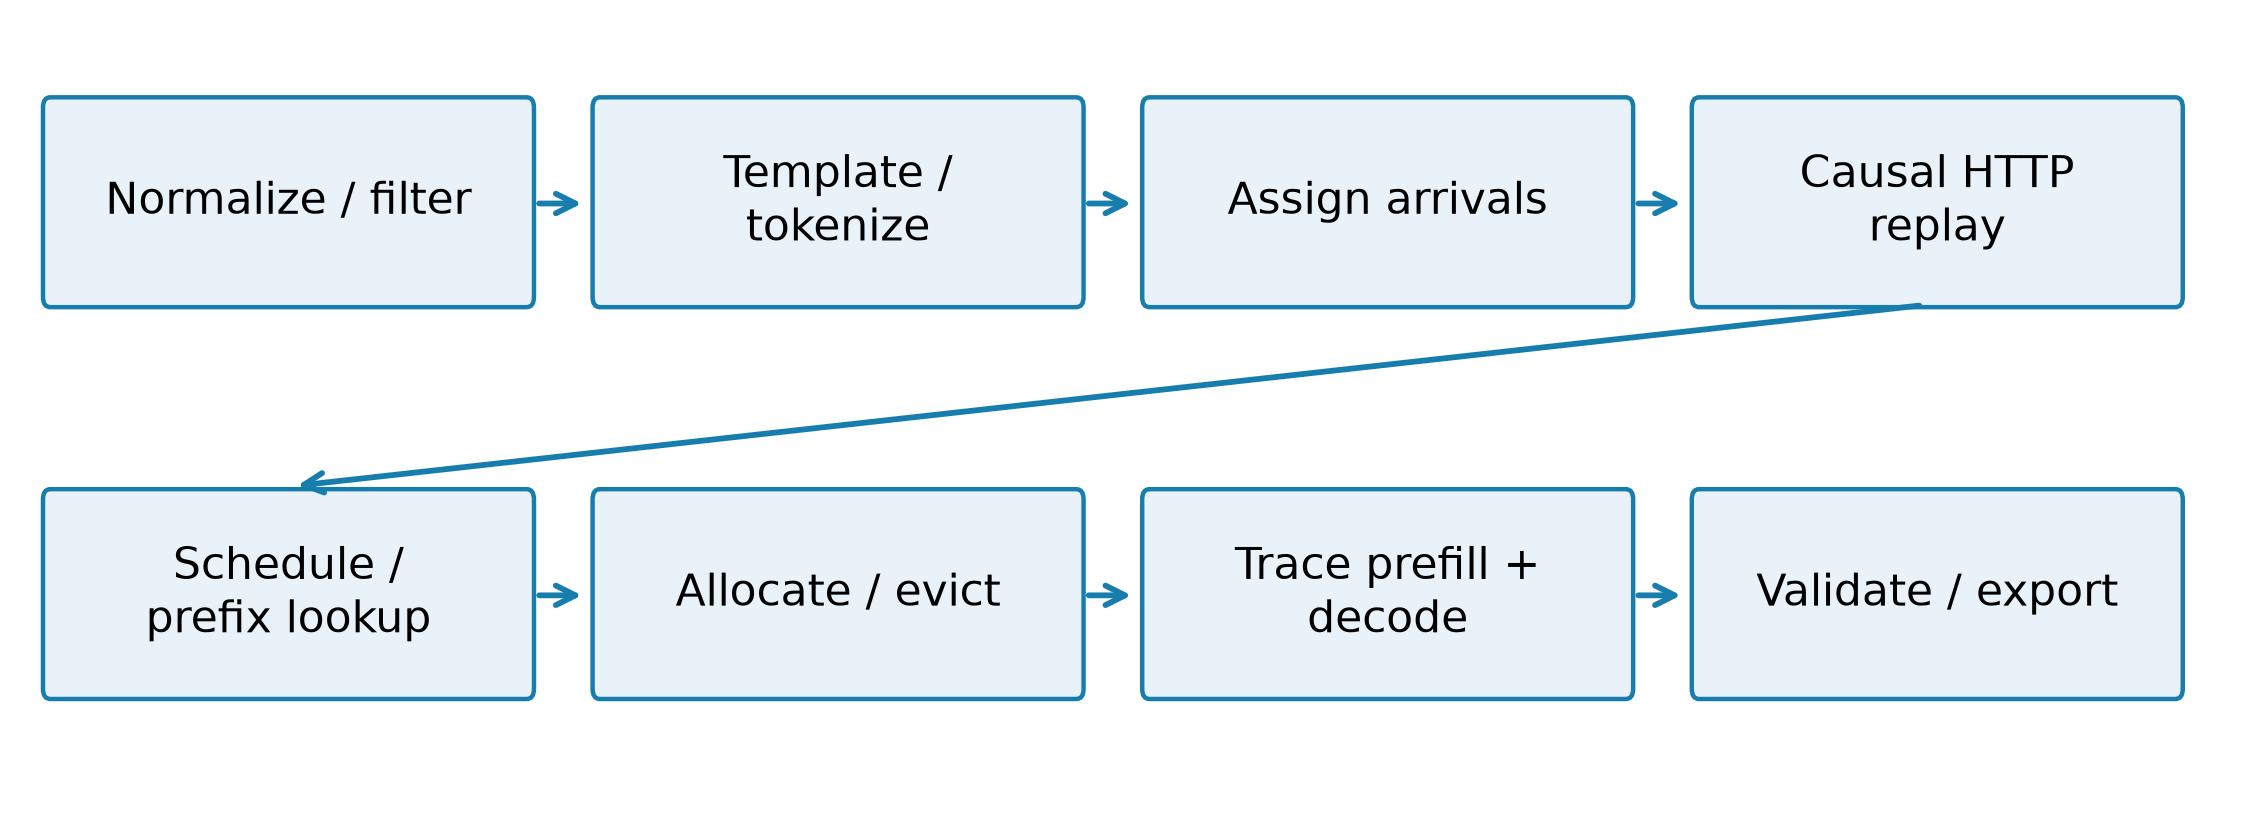 Normalize / filter
Template /
tokenize
Assign arrivals
Causal HTTP
replay
Schedule /
prefix lookup
Allocate / evict
Trace prefill +
decode
Validate / export